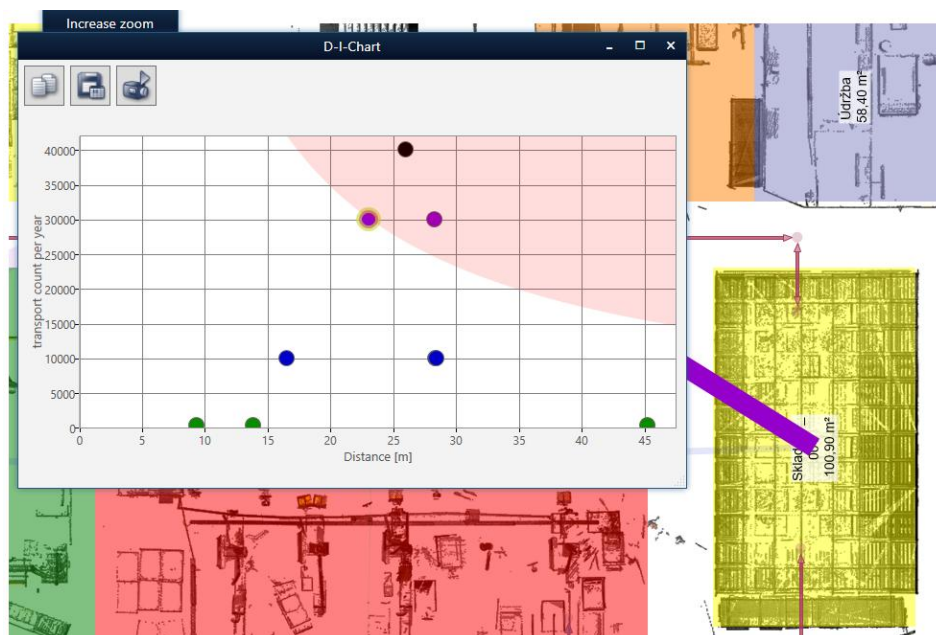 Increase zoom
D-I-Chart
transport count per year
40000
35000
30000
25000
20000
15000
10000
5000
0
0 5 10 15 20 25 30 35 40 45
Distance [m]
Údržba
58,40 m²
100,90 m²